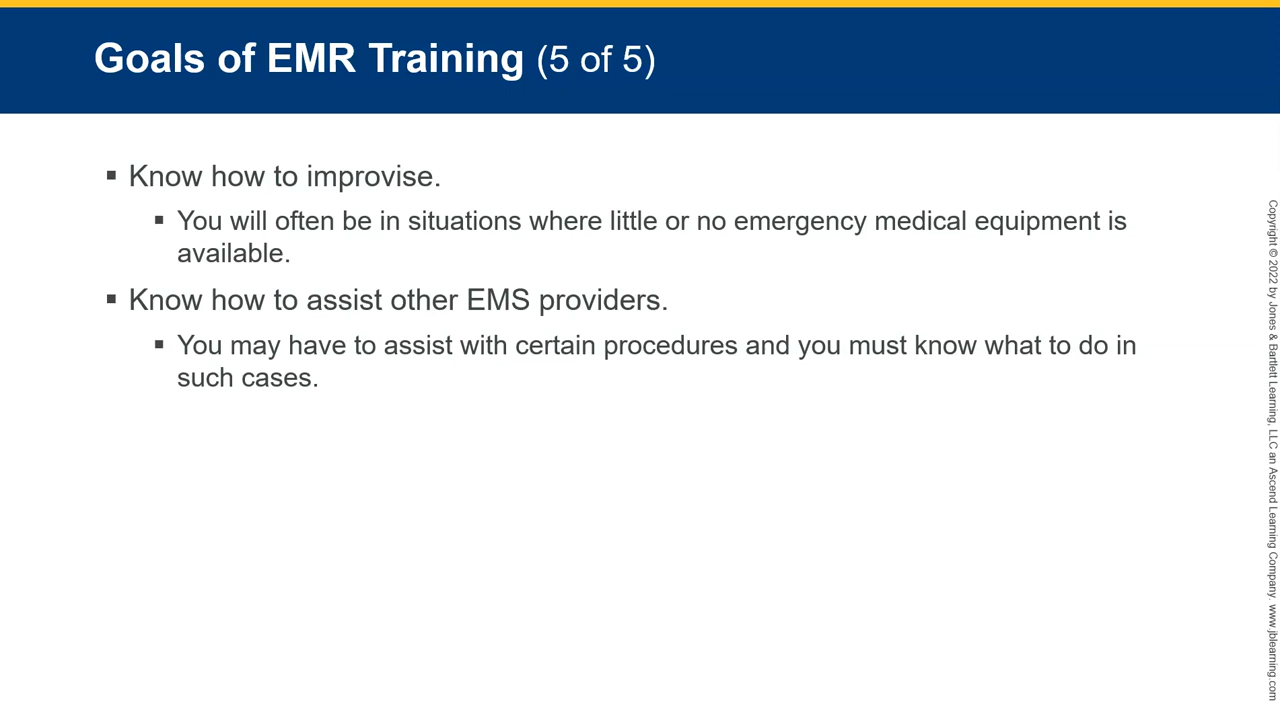 Goals of EMR Training (5 of 5)
▪ Know how to improvise.
▪ You will often be in situations where little or no emergency medical equipment is
available.
▪ Know how to assist other EMS providers.
▪ You may have to assist with certain procedures and you must know what to do in
such cases.
Copyright © 2022 by Jones & Bartlett Learning, LLC an Ascend Learning Company. www.jblearning.com